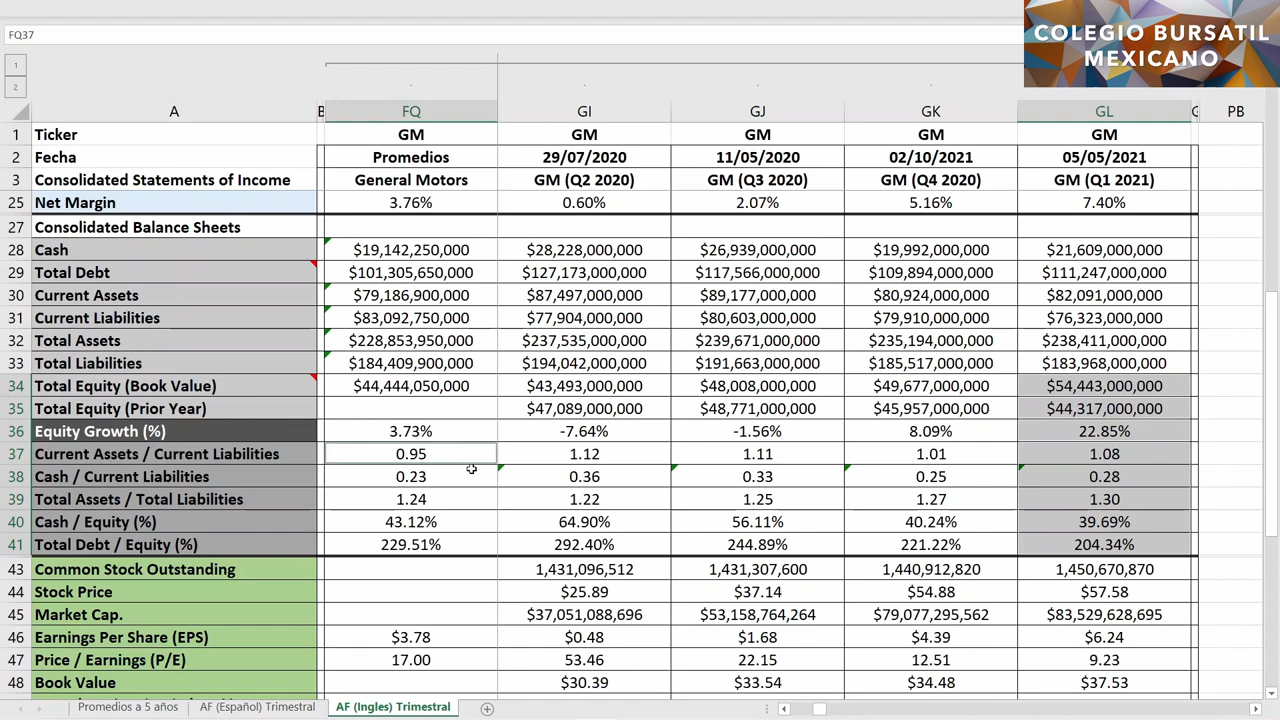 COLEGIO BURSATIL
MEXICANO
FQ37
1
2
A B FQ GI GJ GK GL PB
1 Ticker GM GM GM GM GM
2 Fecha Promedios 29/07/2020 11/05/2020 02/10/2021 05/05/2021
3 Consolidated Statements of Income General Motors GM (Q2 2020) GM (Q3 2020) GM (Q4 2020) GM (Q1 2021)
25 Net Margin 3.76% 0.60% 2.07% 5.16% 7.40%
27 Consolidated Balance Sheets
28 Cash $19,142,250,000 $28,228,000,000 $26,939,000,000 $19,992,000,000 $21,609,000,000
29 Total Debt $101,305,650,000 $127,173,000,000 $117,566,000,000 $109,894,000,000 $111,247,000,000
30 Current Assets $79,186,900,000 $87,497,000,000 $89,177,000,000 $80,924,000,000 $82,091,000,000
31 Current Liabilities $83,092,750,000 $77,904,000,000 $80,603,000,000 $79,910,000,000 $76,323,000,000
32 Total Assets $228,853,950,000 $237,535,000,000 $239,671,000,000 $235,194,000,000 $238,411,000,000
33 Total Liabilities $184,409,900,000 $194,042,000,000 $191,663,000,000 $185,517,000,000 $183,968,000,000
34 Total Equity (Book Value) $44,444,050,000 $43,493,000,000 $48,008,000,000 $49,677,000,000 $54,443,000,000
35 Total Equity (Prior Year) $47,089,000,000 $48,771,000,000 $45,957,000,000 $44,317,000,000
36 Equity Growth (%) 3.73% -7.64% -1.56% 8.09% 22.85%
37 Current Assets / Current Liabilities 0.95 1.12 1.11 1.01 1.08
38 Cash / Current Liabilities 0.23 0.36 0.33 0.25 0.28
39 Total Assets / Total Liabilities 1.24 1.22 1.25 1.27 1.30
40 Cash / Equity (%) 43.12% 64.90% 56.11% 40.24% 39.69%
41 Total Debt / Equity (%) 229.51% 292.40% 244.89% 221.22% 204.34%
43 Common Stock Outstanding 1,431,096,512 1,431,307,600 1,440,912,820 1,450,670,870
44 Stock Price $25.89 $37.14 $54.88 $57.58
45 Market Cap. $37,051,088,696 $53,158,764,264 $79,077,295,562 $83,529,628,695
46 Earnings Per Share (EPS) $3.78 $0.48 $1.68 $4.39 $6.24
47 Price / Earnings (P/E) 17.00 53.46 22.15 12.51 9.23
48 Book Value $30.39 $33.54 $34.48 $37.53
Promedios a 5 años AF (Español) Trimestral AF (Ingles) Trimestral